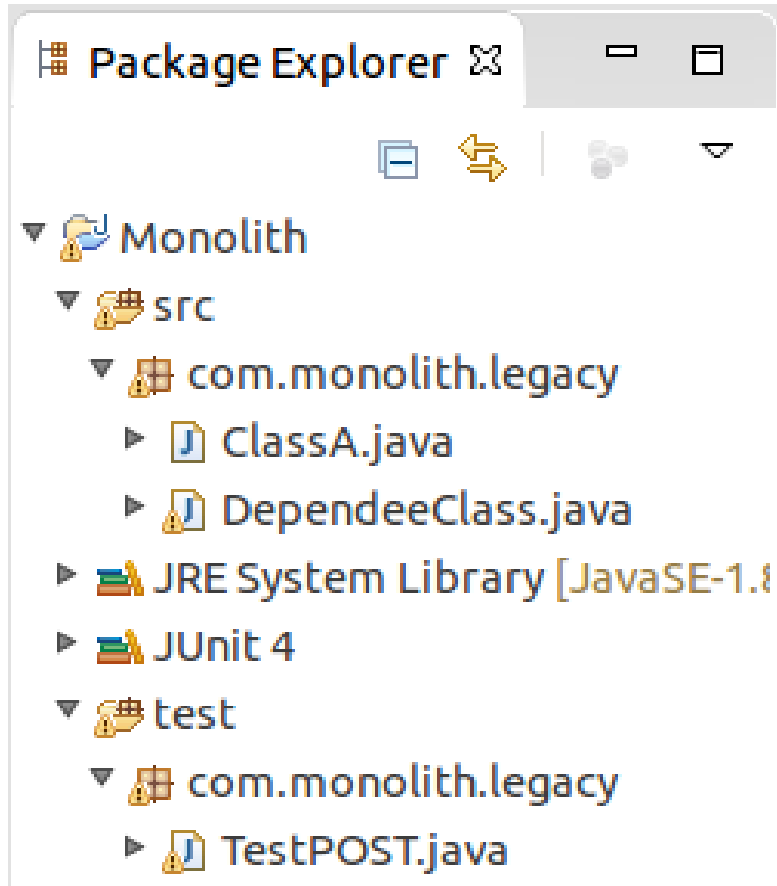 Package Explorer
Monolith
src
com.monolith.legacy
ClassA.java
DependeeClass.java
JRE System Library [JavaSE-1.8
JUnit 4
test
com.monolith.legacy
TestPOST.java